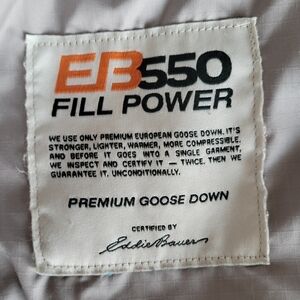 EB550
FILL POWER
WE USE ONLY PREMIUM EUROPEAN GOOSE DOWN. IT'S
STRONGER, LIGHTER, WARMER, MORE COMPRESSIBLE.
AND BEFORE IT GOES INTO A SINGLE GARMENT,
WE INSPECT AND CERTIFY IT — TWICE. THEN WE
GUARANTEE IT, UNCONDITIONALLY.
PREMIUM GOOSE DOWN
CERTIFIED BY
Eddie Bauer